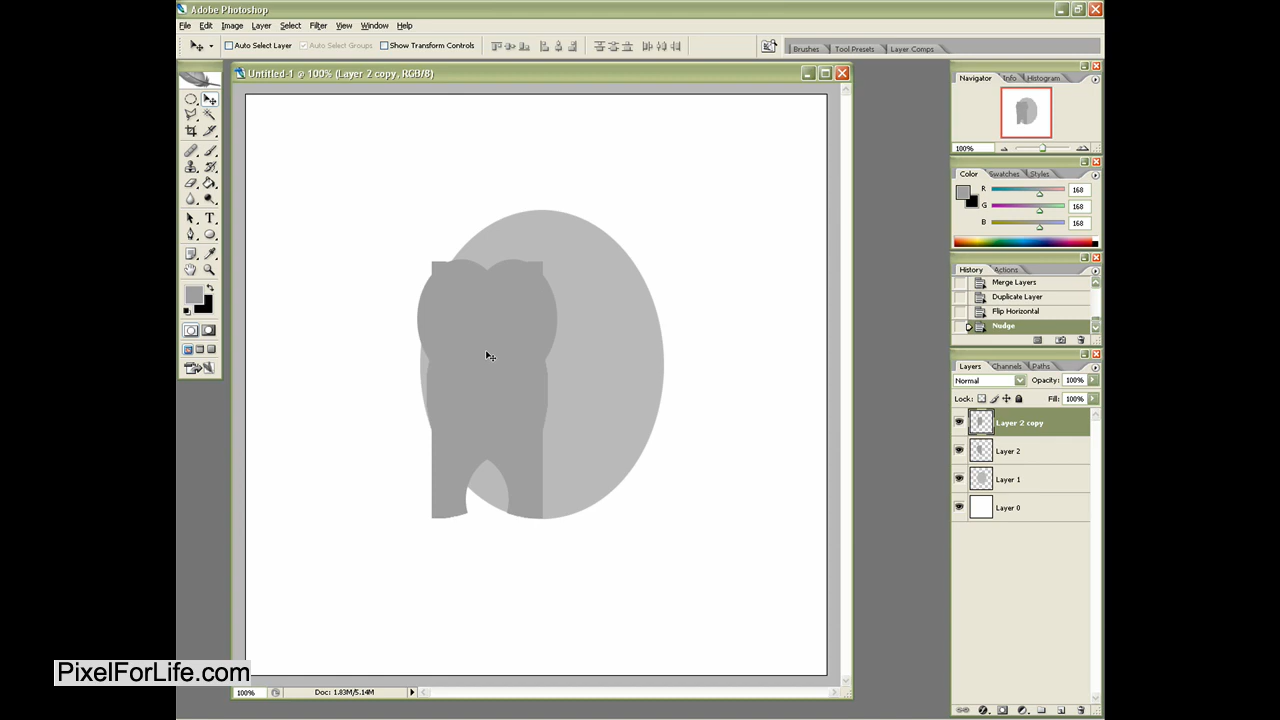 Adobe Photoshop
File Edit Image Layer Select Filter View Window Help
Auto Select Layer Auto Select Groups Show Transform Controls Brushes Tool Presets Layer Comps
Untitled-1 @ 100% (Layer 2 copy, RGB/8)
Navigator Info Histogram
100%
Color Swatches Styles
R 168
G 168
B 168
History Actions
Merge Layers
Duplicate Layer
Flip Horizontal
Nudge
Layers Channels Paths
Normal Opacity: 100%
Lock: Fill: 100%
Layer 2 copy
Layer 2
Layer 1
Layer 0
PixelForLife.com
100% Doc: 1.83M/5.14M